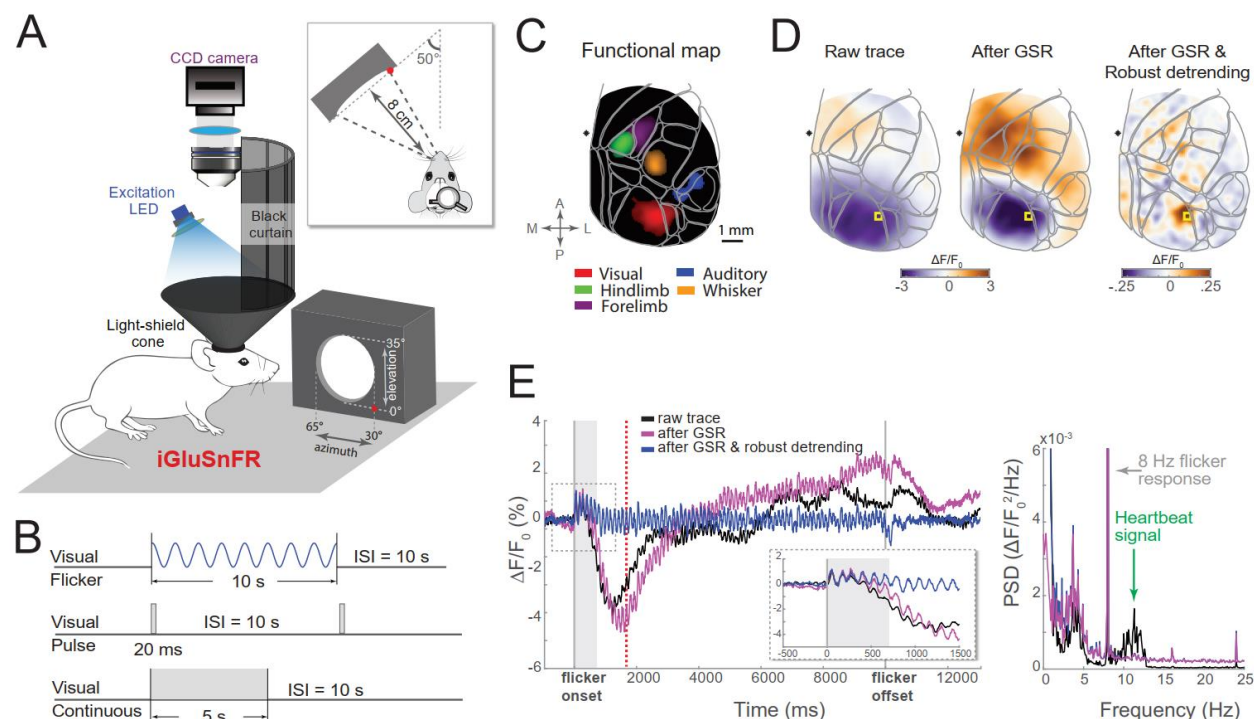 A
CCD camera
50°
8 cm
Excitation
LED
Black
curtain
Light-shield
cone
35°
elevation
0°
65°
30°
azimuth
iGluSnFR
B
Visual
Flicker
10 s
ISI = 10 s
Visual
Pulse
ISI = 10 s
20 ms
Visual
Continuous
5 s
ISI = 10 s
C
Functional map
A
M
L
P
1 mm
Visual
Hindlimb
Forelimb
Auditory
Whisker
D
Raw trace
After GSR
After GSR &
Robust detrending
ΔF/F0
-3 0 3
ΔF/F0
-.25 0 .25
E
raw trace
after GSR
after GSR & robust detrending
ΔF/F0 (%)
4
2
0
-2
-4
-6
flicker
onset
2000
4000
6000
8000
flicker
offset
12000
Time (ms)
2
0
-2
-4
-500 0 500 1000 1500
x10-3
8 Hz flicker
response
Heartbeat
signal
PSD (ΔF/F0 2/Hz)
6
4
2
0
0 5 10 15 20 25
Frequency (Hz)